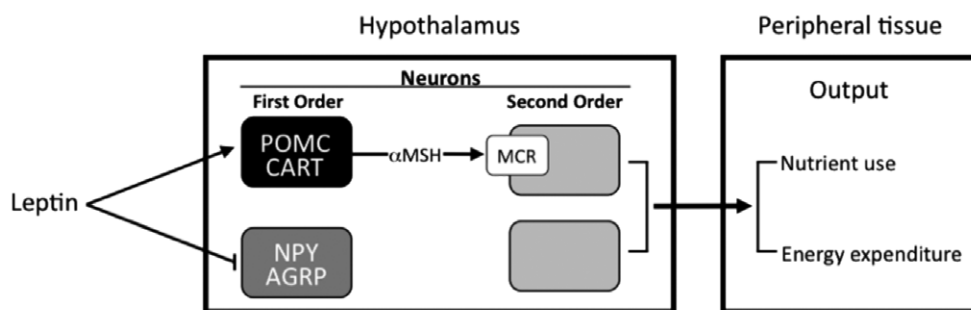 Hypothalamus
Peripheral tissue
Neurons
First Order
Second Order
Output
POMC
CART
αMSH
MCR
Nutrient use
Leptin
NPY
AGRP
Energy expenditure